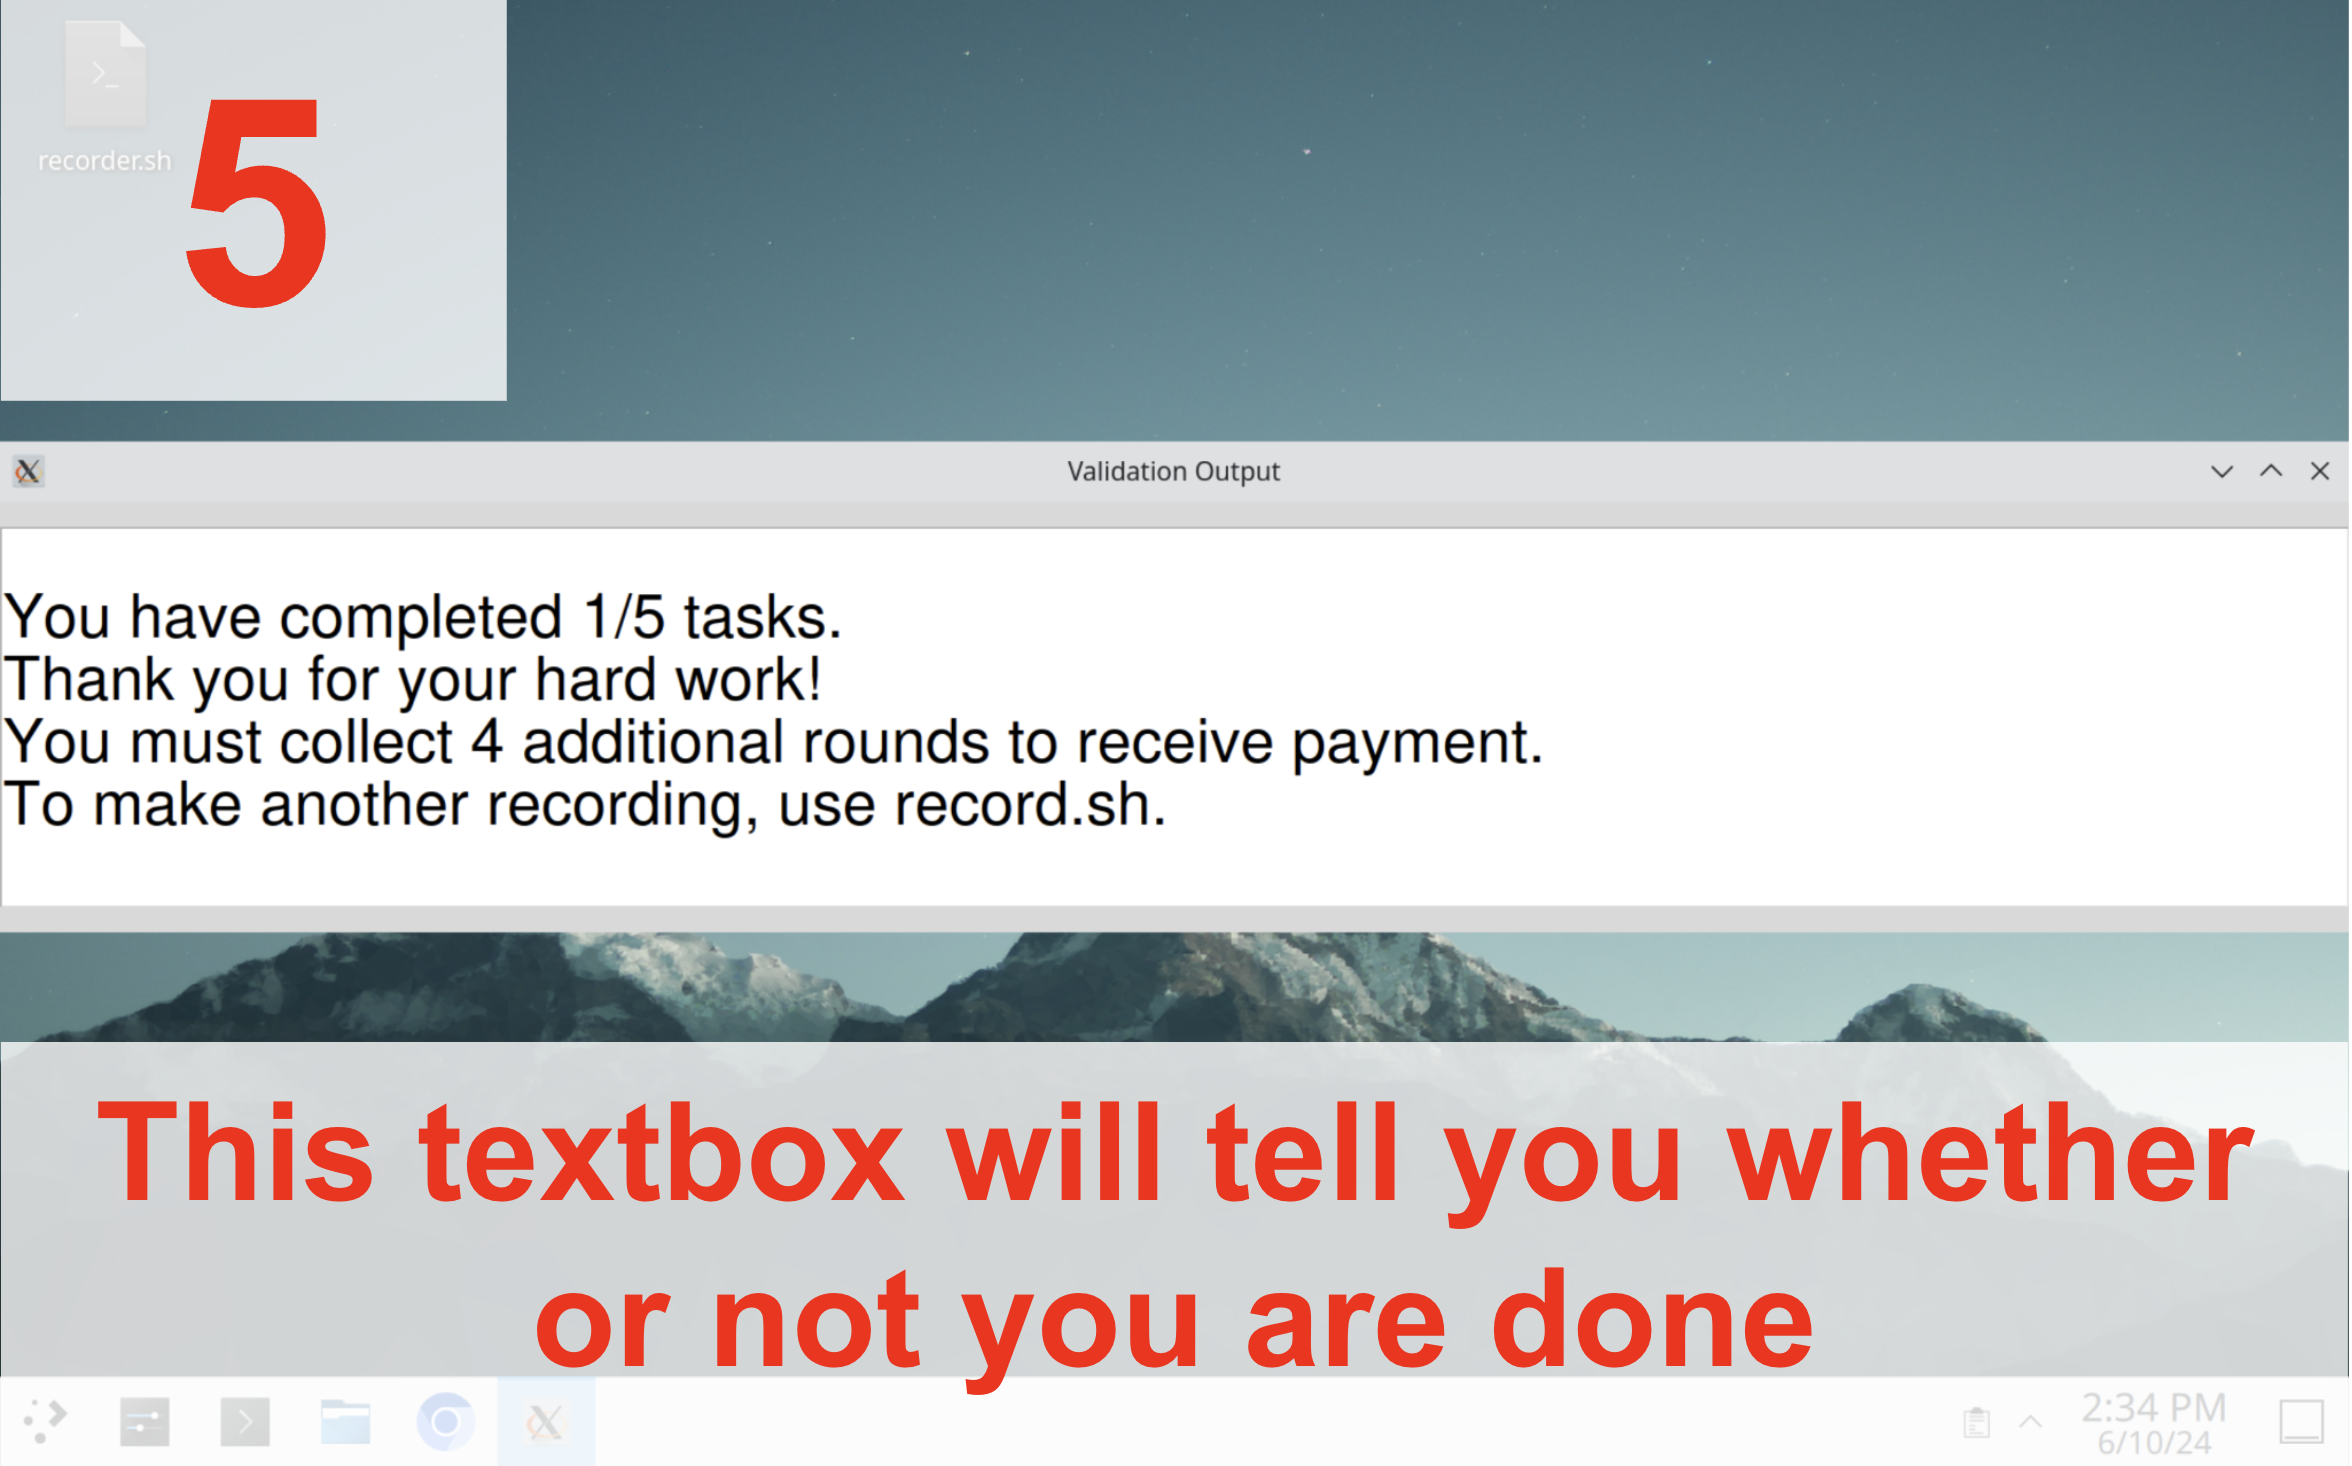 recorder.sh
5
Validation Output
You have completed 1/5 tasks.
Thank you for your hard work!
You must collect 4 additional rounds to receive payment.
To make another recording, use record.sh.
This textbox will tell you whether
or not you are done
2:34 PM
6/10/24